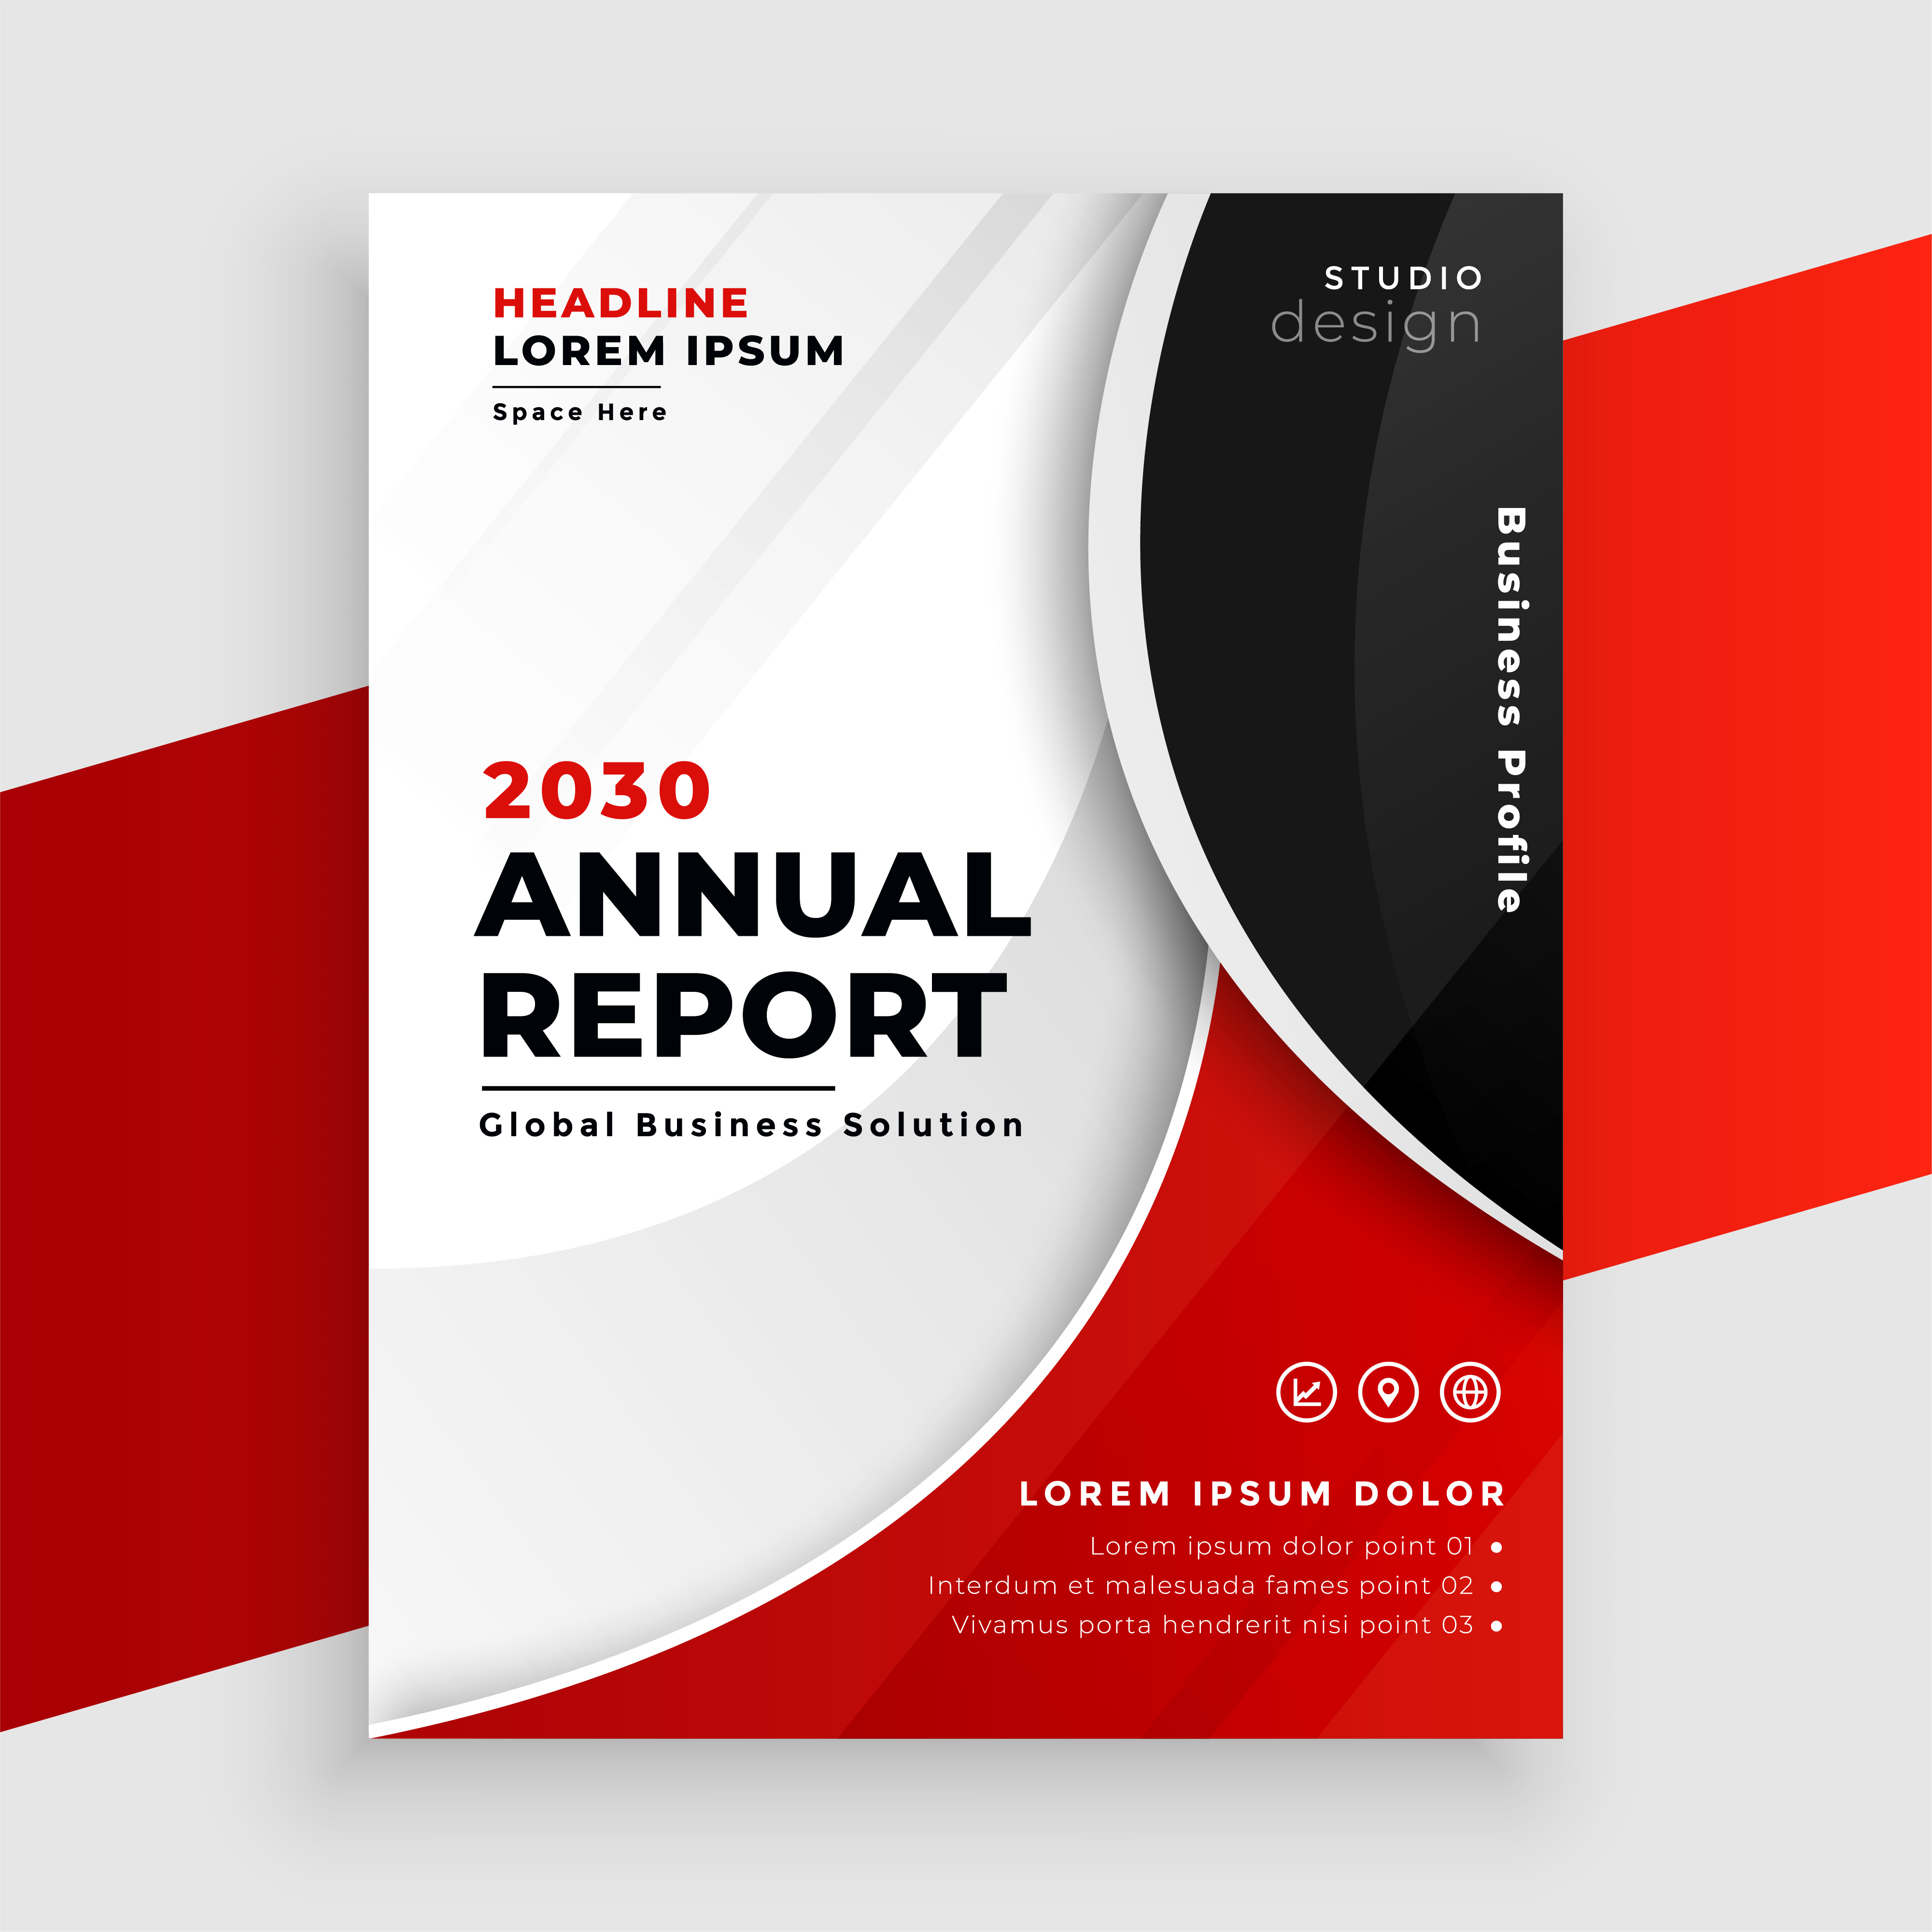 HEADLINE
LOREM IPSUM
Space Here
STUDIO
design
Business Profile
2030
ANNUAL
REPORT
Global Business Solution
LOREM IPSUM DOLOR
Lorem ipsum dolor point 01 •
Interdum et malesuada fames point 02 •
Vivamus porta hendrerit nisi point 03 •